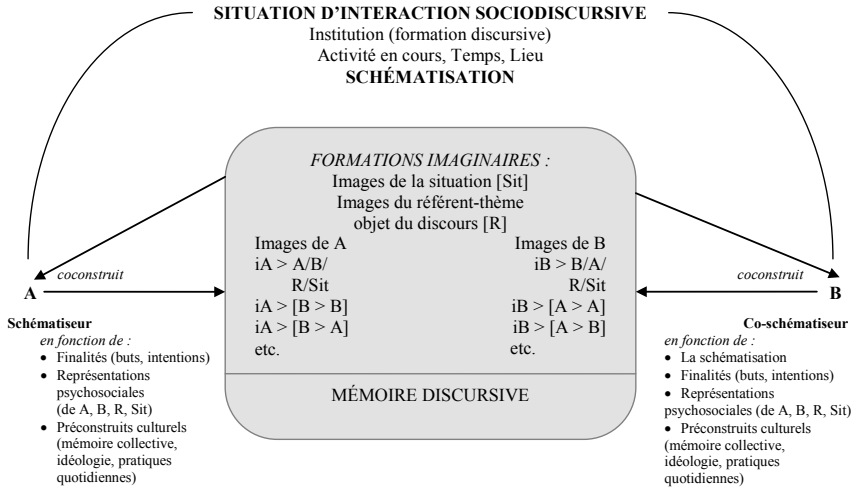 SITUATION D’INTERACTION SOCIODISCURSIVE
Institution (formation discursive)
Activité en cours, Temps, Lieu
SCHÉMATISATION
FORMATIONS IMAGINAIRES :
Images de la situation [Sit]
Images du référent-thème
objet du discours [R]
Images de A
iA > A/B/
R/Sit
iA > [B > B]
iA > [B > A]
etc.
Images de B
iB > B/A/
R/Sit
iB > [A > A]
iB > [A > B]
etc.
MÉMOIRE DISCURSIVE
coconstruit
A
Schématiseur
en fonction de :
• Finalités (buts, intentions)
• Représentations
psychosociales
(de A, B, R, Sit)
• Préconstruits culturels
(mémoire collective,
idéologie, pratiques
quotidiennes)
coconstruit
B
Co-schématiseur
en fonction de :
• La schématisation
• Finalités (buts, intentions)
• Représentations
psychosociales (de A, B, R, Sit)
• Préconstruits culturels
(mémoire collective,
idéologie, pratiques
quotidiennes)